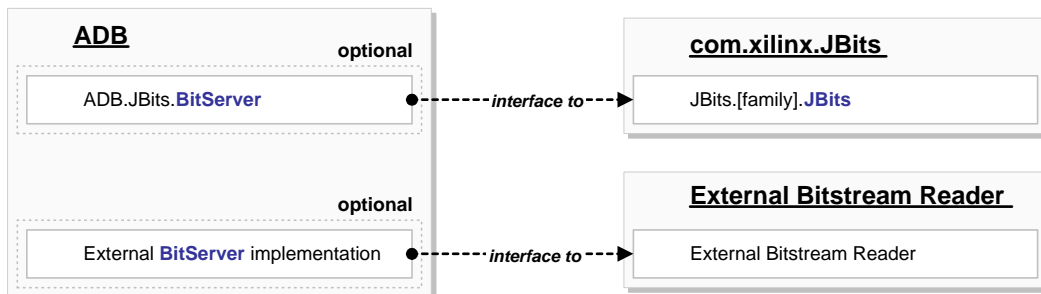 ADB
optional
com.xilinx.JBits
ADB.JBits.BitServer
interface to
JBits.[family].JBits
optional
External Bitstream Reader
External BitServer implementation
interface to
External Bitstream Reader